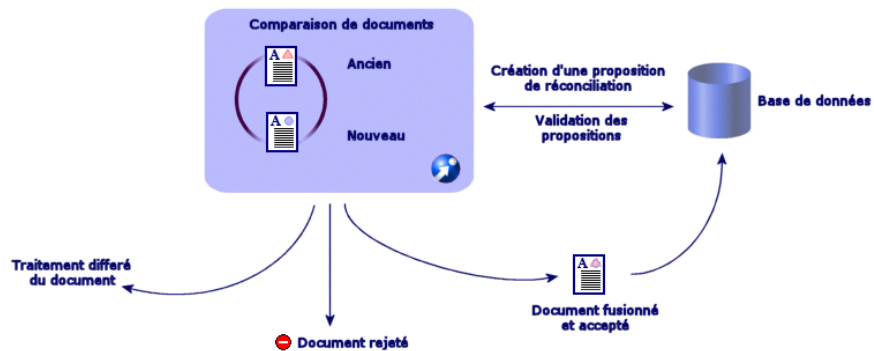 Comparaison de documents
A
Ancien
A
Nouveau
Création d'une proposition
de réconciliation
Validation des
propositions
Base de données
Traitement differé
du document
Document rejeté
A
Document fusionné
et accepté